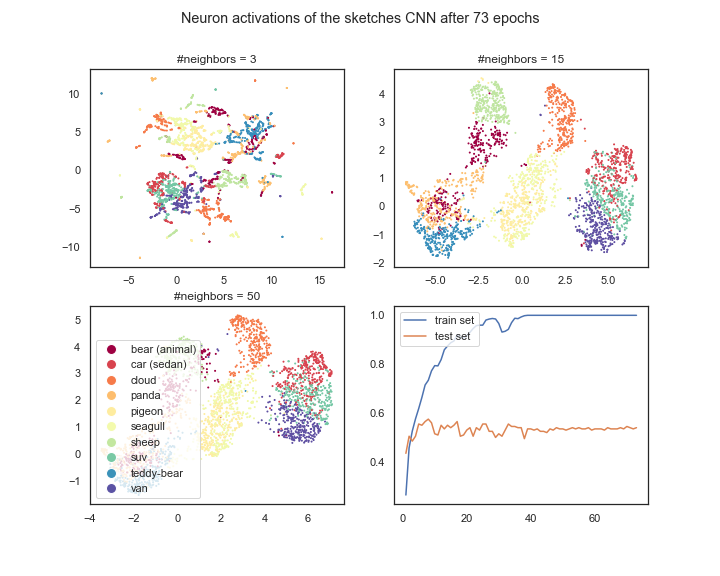 Neuron activations of the sketches CNN after 73 epochs
#neighbors = 3
10
5
0
−5
−10
−5 0 5 10 15
#neighbors = 15
4
3
2
1
0
−1
−2
−5.0 −2.5 0.0 2.5 5.0
#neighbors = 50
5
4
3
2
1
0
−1
bear (animal)
car (sedan)
cloud
panda
pigeon
seagull
sheep
suv
teddy-bear
van
−4 −2 0 2 4 6
train set
test set
1.0
0.8
0.6
0.4
0 20 40 60